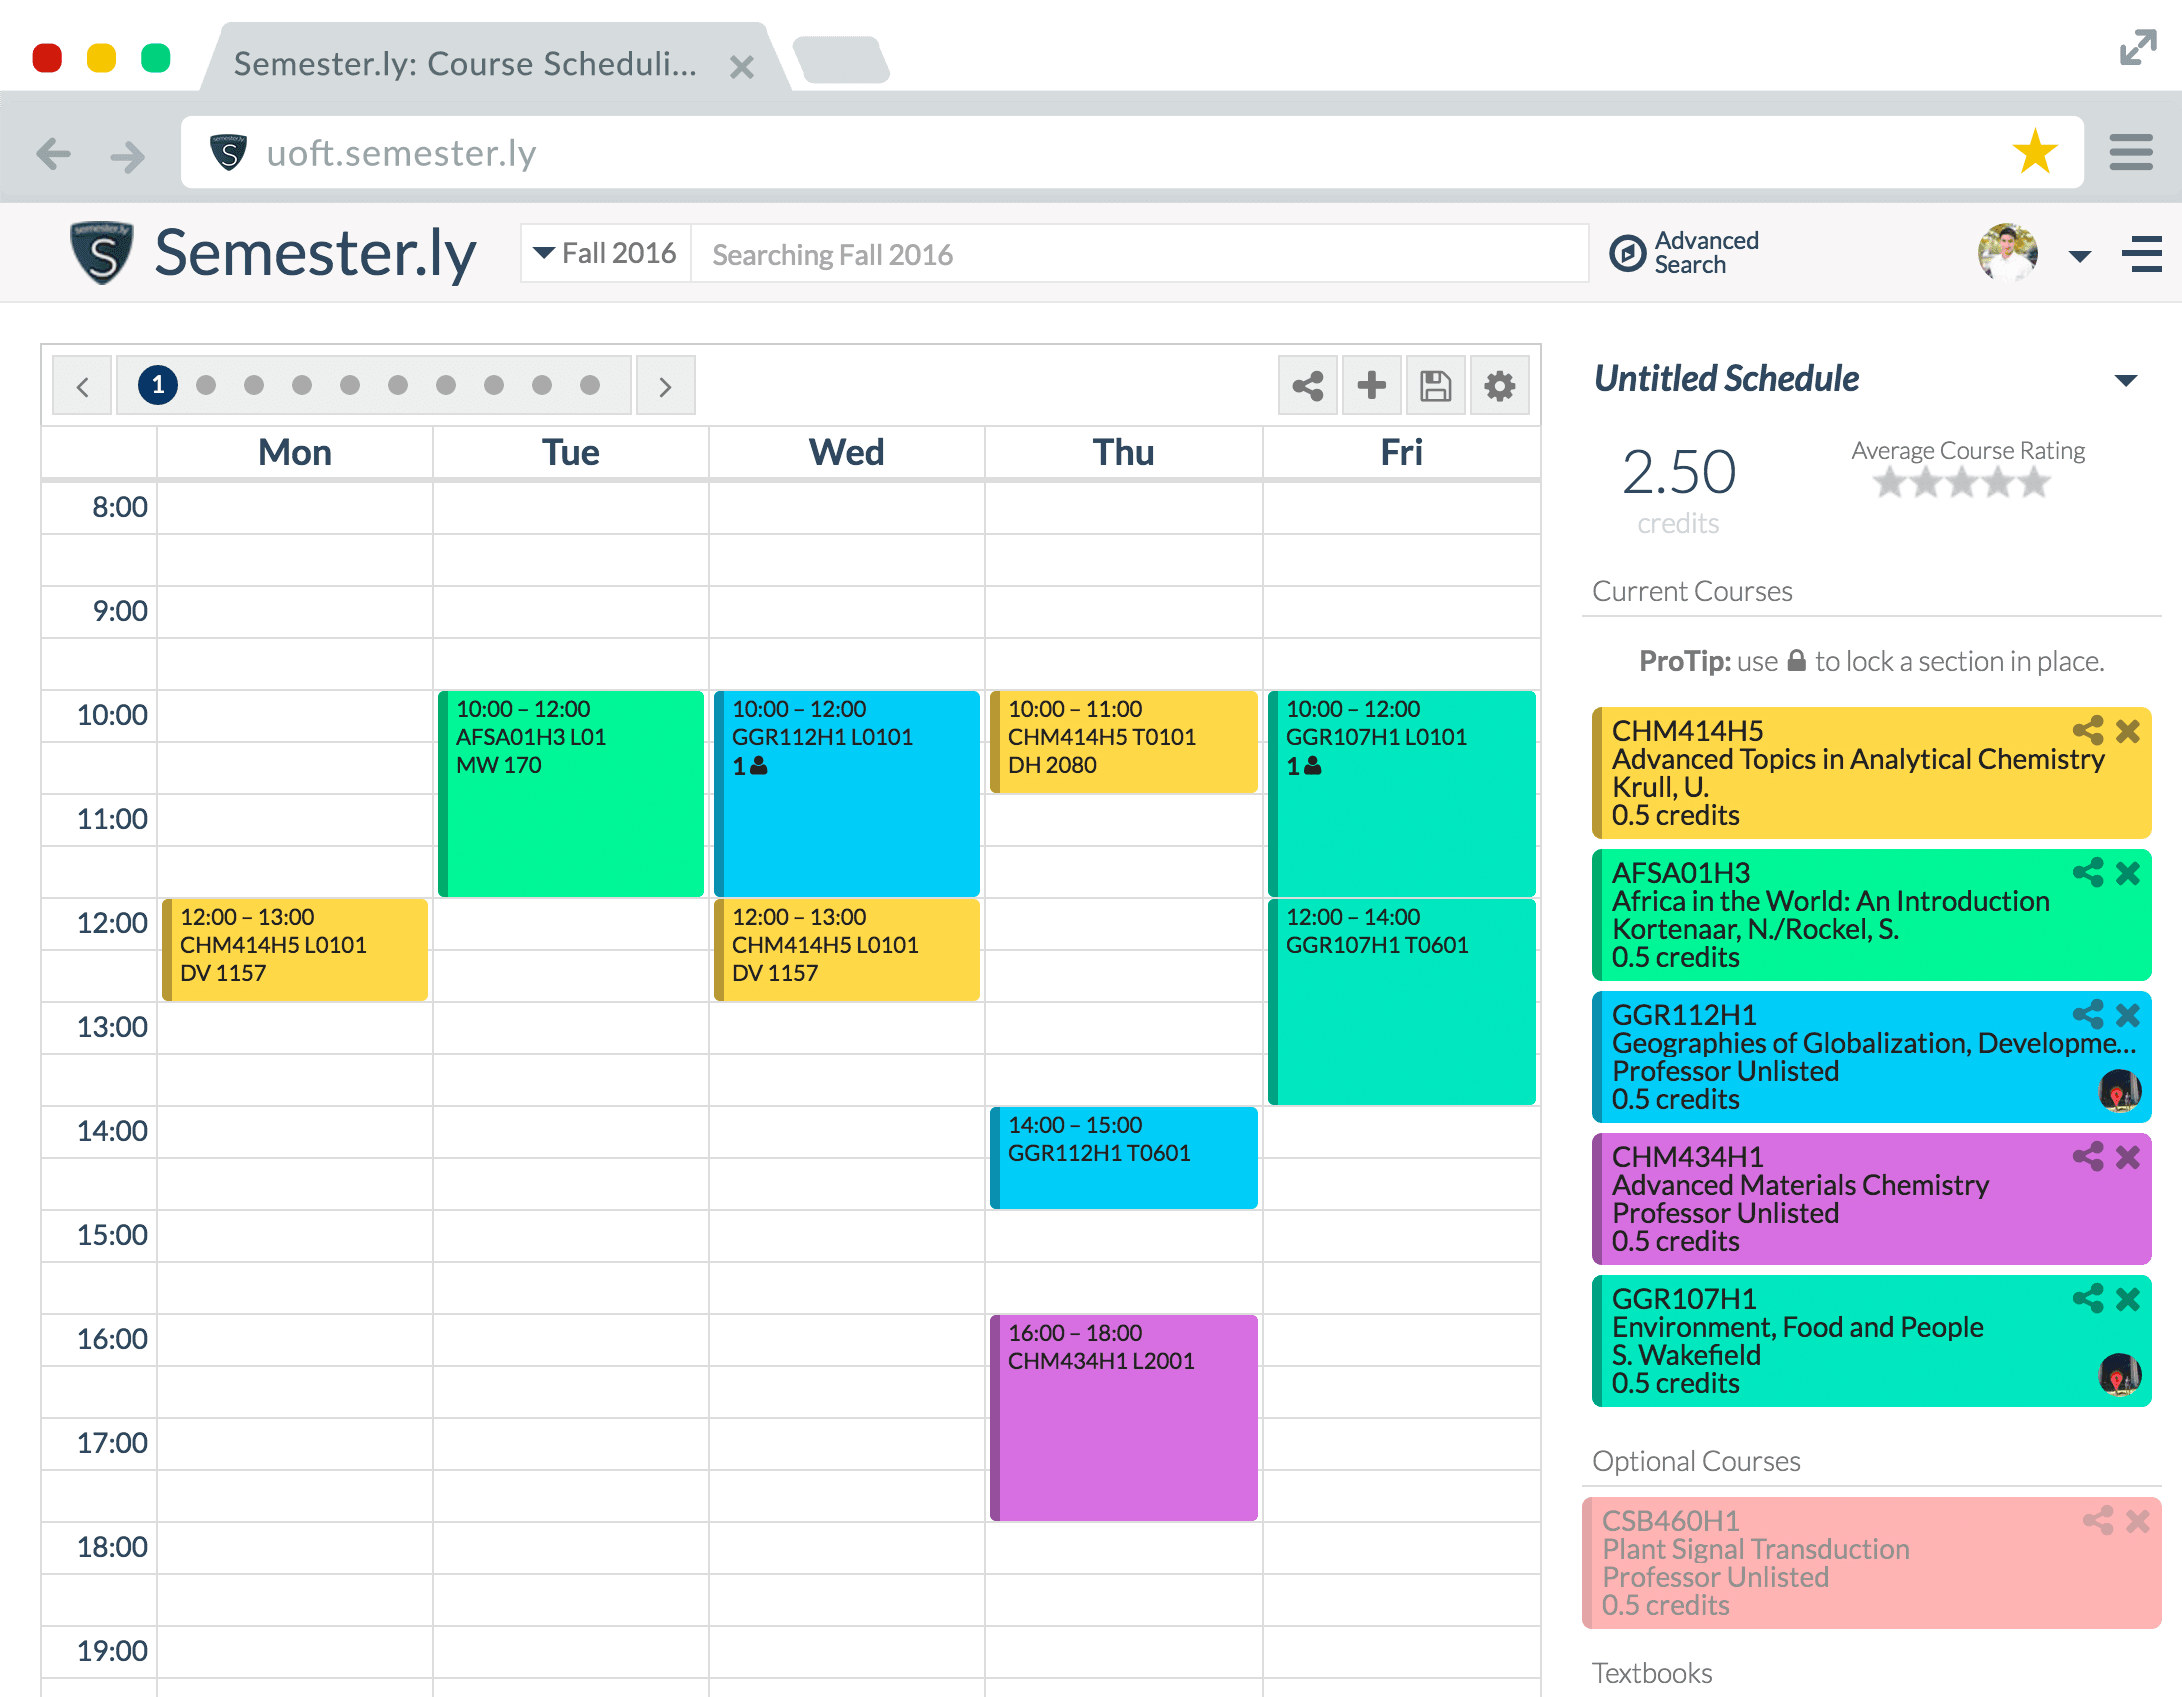 Semester.ly: Course Scheduli...
uoft.semester.ly
Semester.ly
Fall 2016
Searching Fall 2016
Advanced
Search
1
Mon Tue Wed Thu Fri
8:00
9:00
10:00
11:00
12:00
13:00
14:00
15:00
16:00
17:00
18:00
19:00
12:00 – 13:00
CHM414H5 L0101
DV 1157
10:00 – 12:00
AFSA01H3 L01
MW 170
10:00 – 12:00
GGR112H1 L0101
1
12:00 – 13:00
CHM414H5 L0101
DV 1157
10:00 – 11:00
CHM414H5 T0101
DH 2080
14:00 – 15:00
GGR112H1 T0601
16:00 – 18:00
CHM434H1 L2001
10:00 – 12:00
GGR107H1 L0101
1
12:00 – 14:00
GGR107H1 T0601
Untitled Schedule
2.50
credits
Average Course Rating
Current Courses
ProTip: use to lock a section in place.
CHM414H5
Advanced Topics in Analytical Chemistry
Krull, U.
0.5 credits
AFSA01H3
Africa in the World: An Introduction
Kortenaar, N./Rockel, S.
0.5 credits
GGR112H1
Geographies of Globalization, Developme...
Professor Unlisted
0.5 credits
CHM434H1
Advanced Materials Chemistry
Professor Unlisted
0.5 credits
GGR107H1
Environment, Food and People
S. Wakefield
0.5 credits
Optional Courses
CSB460H1
Plant Signal Transduction
Professor Unlisted
0.5 credits
Textbooks